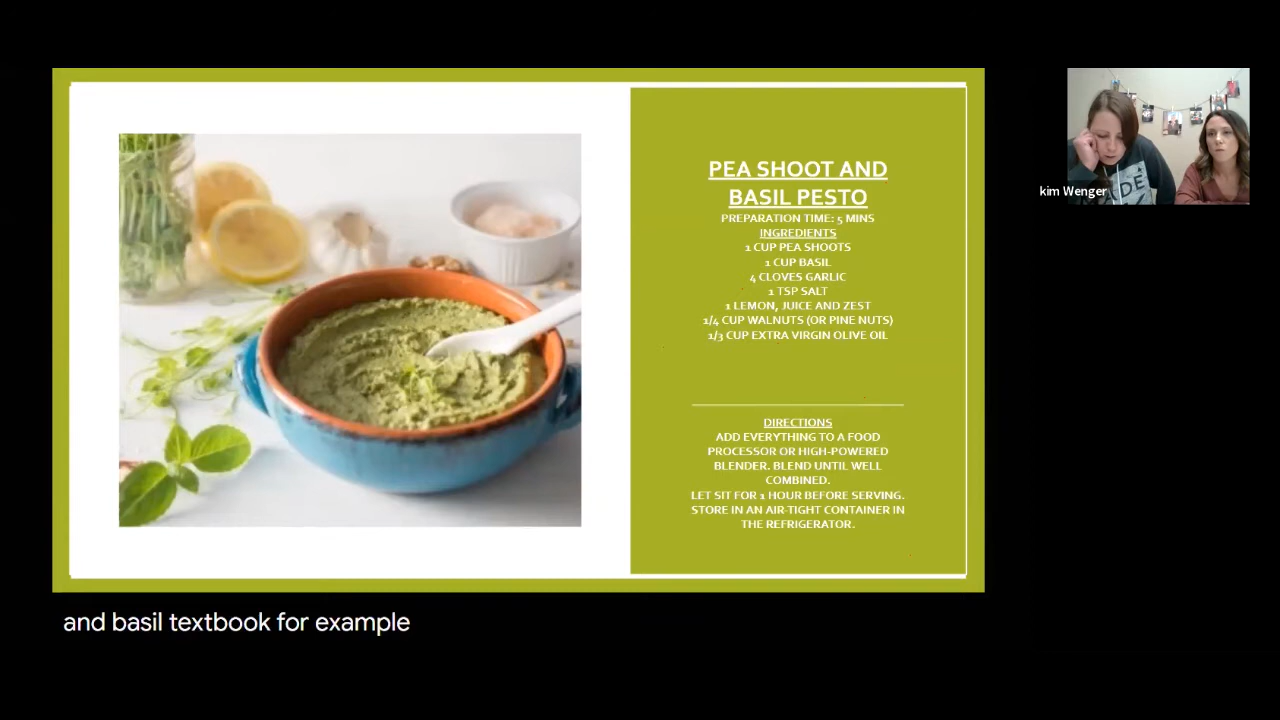 PEA SHOOT AND
BASIL PESTO
PREPARATION TIME: 5 MINS
INGREDIENTS
1 CUP PEA SHOOTS
1 CUP BASIL
4 CLOVES GARLIC
1 TSP SALT
1 LEMON, JUICE AND ZEST
1/4 CUP WALNUTS (OR PINE NUTS)
1/3 CUP EXTRA VIRGIN OLIVE OIL
DIRECTIONS
ADD EVERYTHING TO A FOOD
PROCESSOR OR HIGH-POWERED
BLENDER. BLEND UNTIL WELL
COMBINED.
LET SIT FOR 1 HOUR BEFORE SERVING.
STORE IN AN AIR-TIGHT CONTAINER IN
THE REFRIGERATOR.
kim Wenger
DE
and basil textbook for example